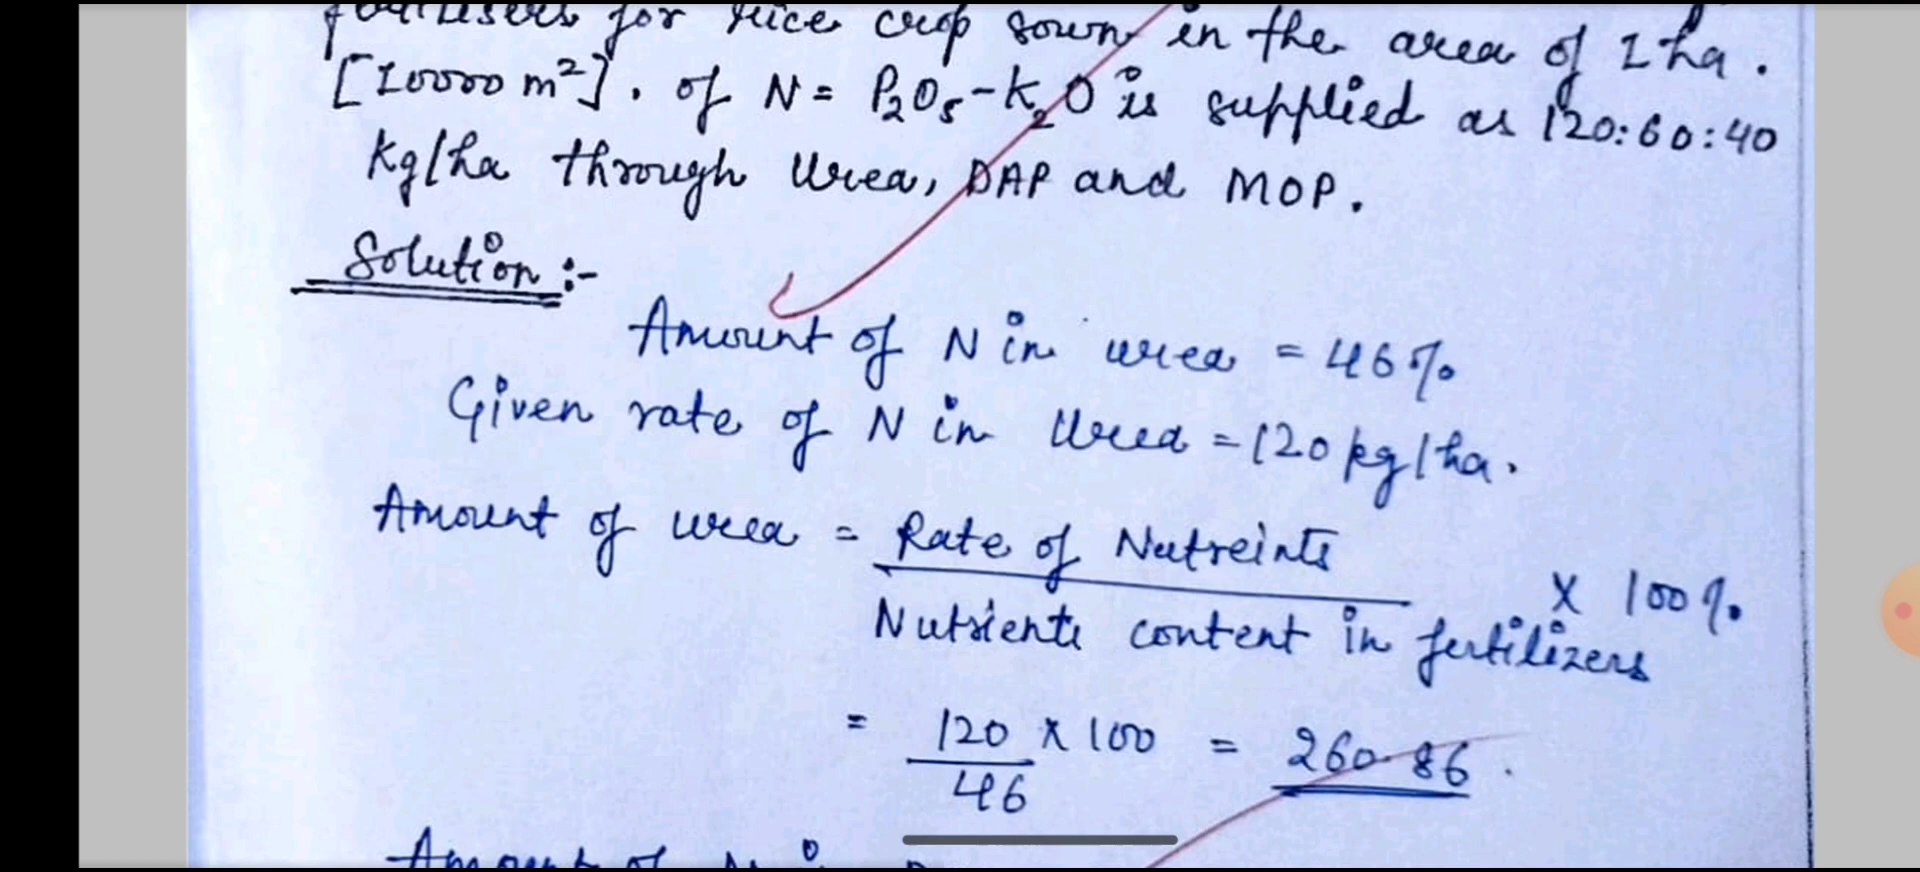 for rice crop sown in the area of 1 ha.
[10000 m²]. of N = P₂O₅-K₂O is supplied as 120:60:40
Kg/ha through Urea, DAP and MOP.
Solution :-
Amount of N in urea = 46%
Given rate of N in Urea = 120 kg/ha.
Amount of urea = Rate of Nutreints
X 100%
Nutrients content in fertilizers
= 120 X 100 = 260.86.
46
Amount of N in